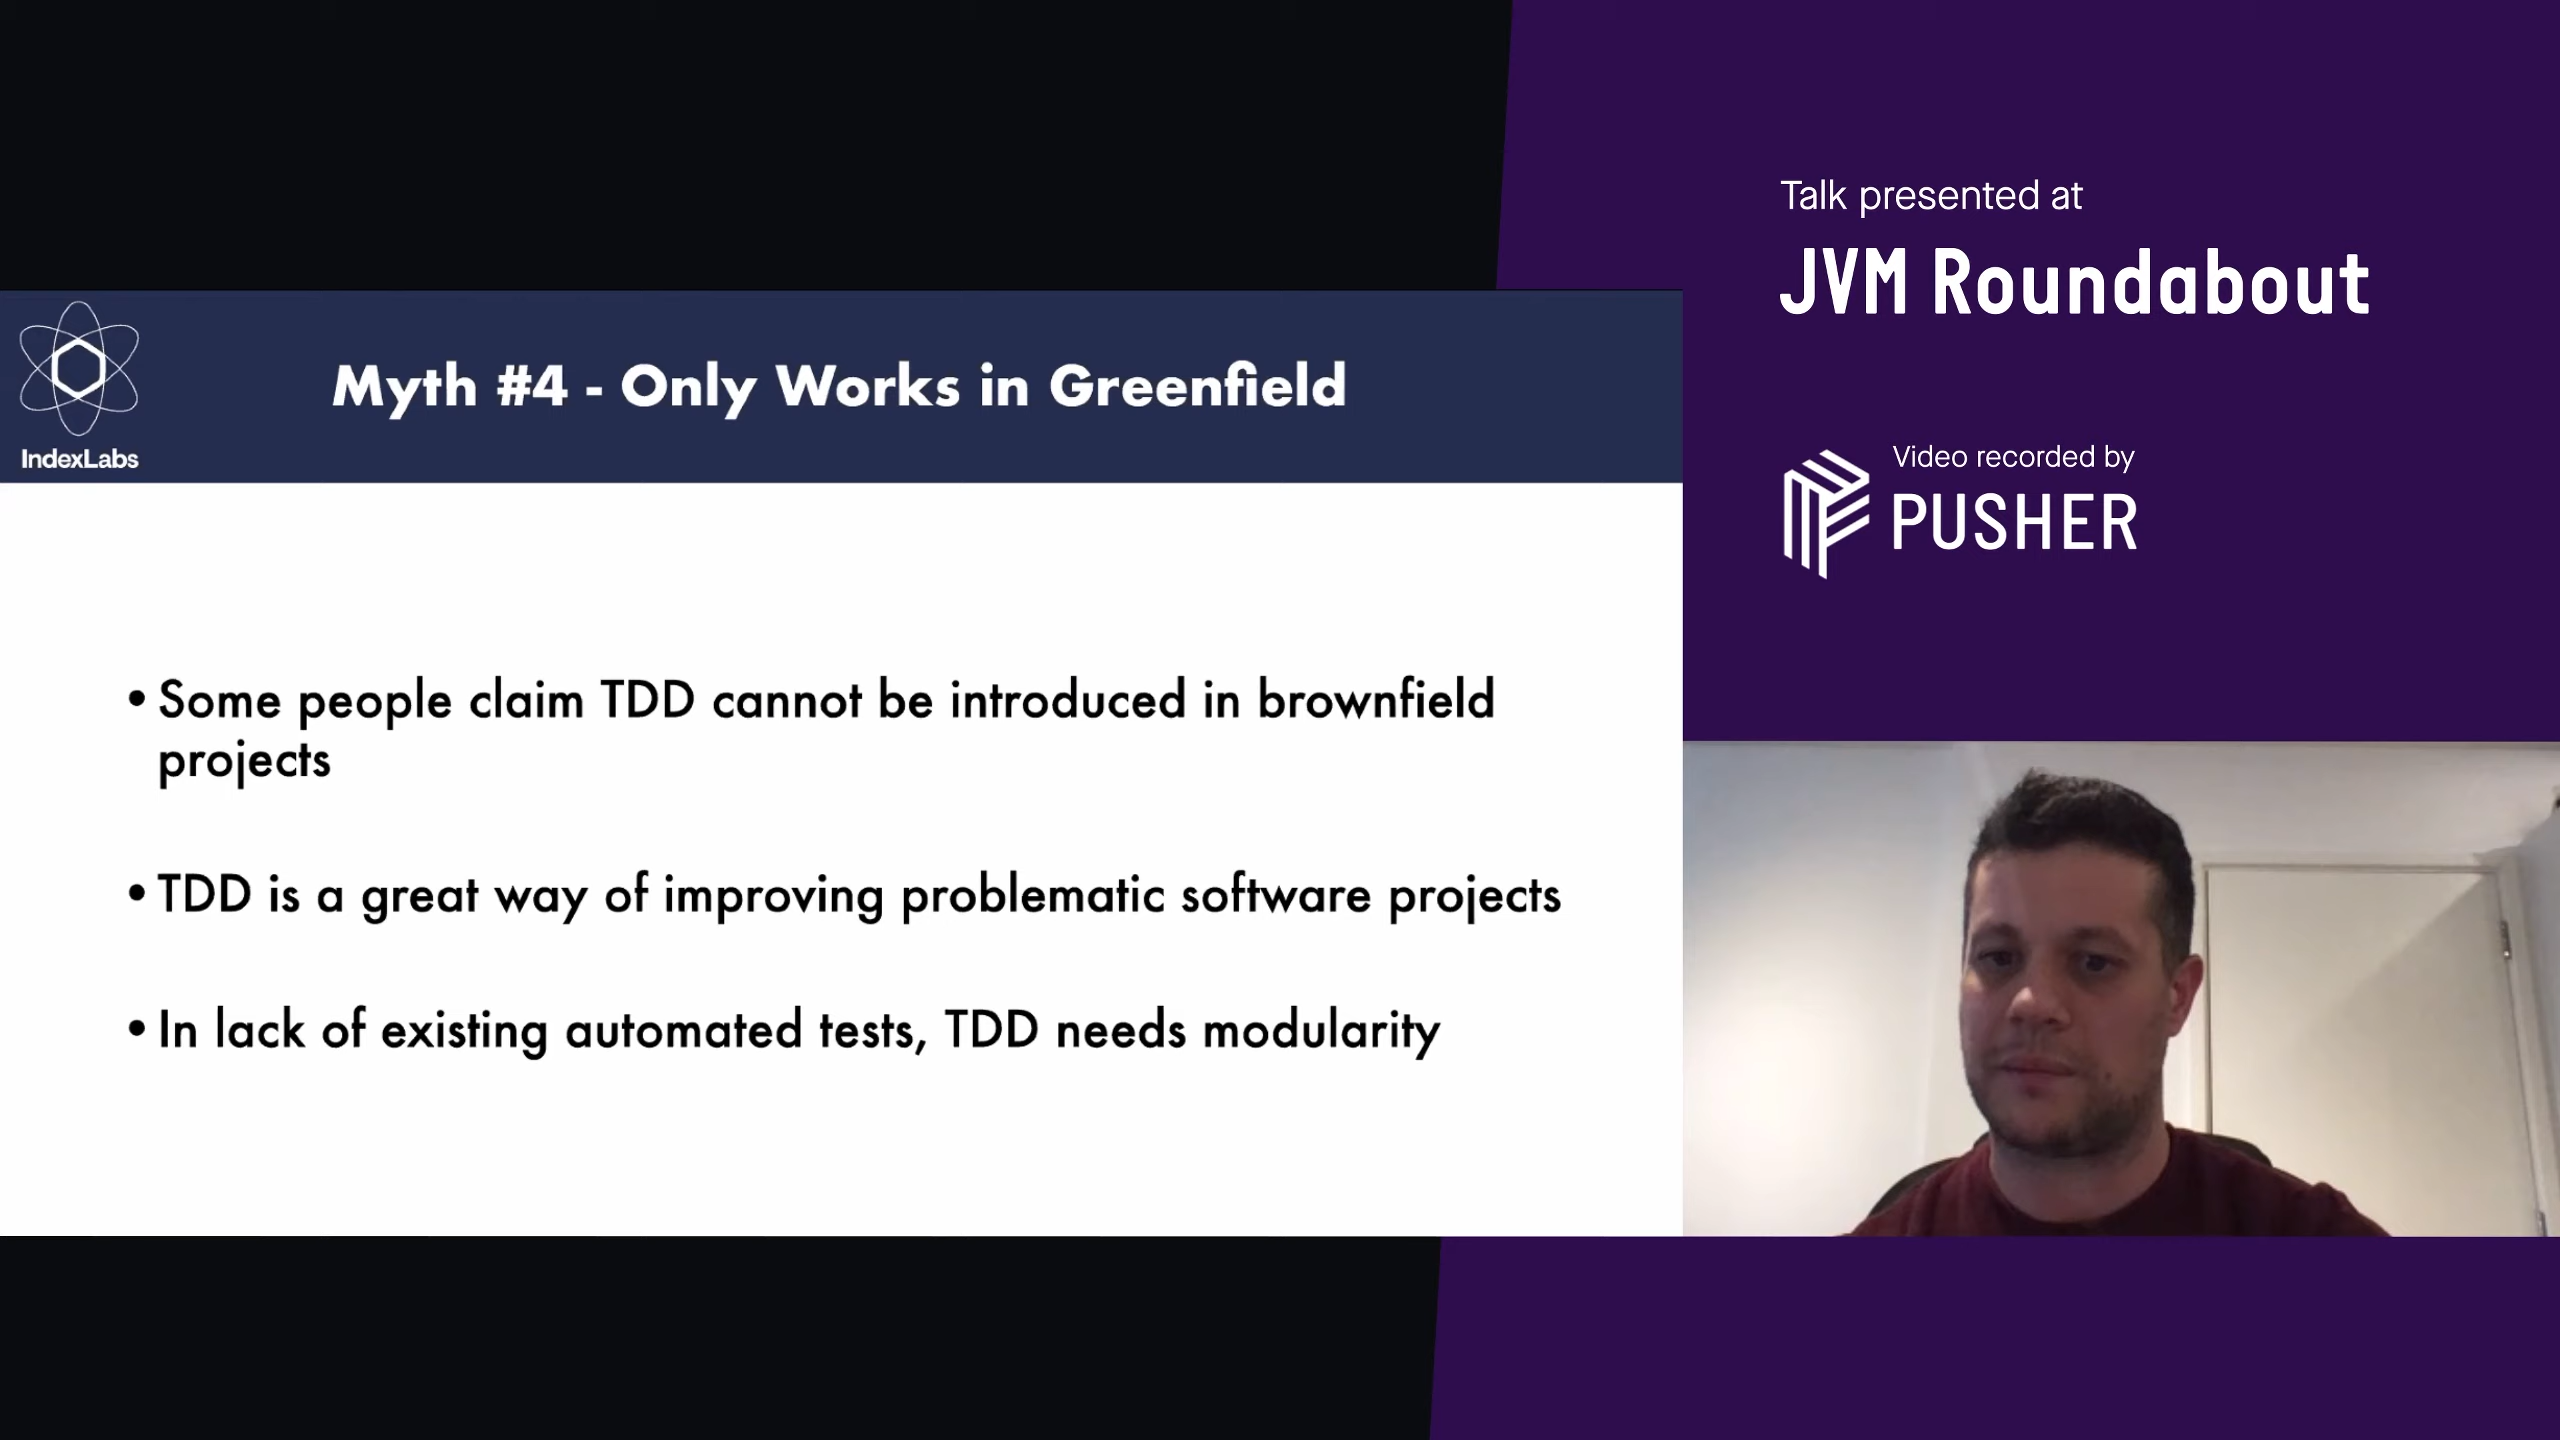 IndexLabs
Myth #4 - Only Works in Greenfield
• Some people claim TDD cannot be introduced in brownfield
projects
• TDD is a great way of improving problematic software projects
• In lack of existing automated tests, TDD needs modularity
Talk presented at
JVM Roundabout
Video recorded by
PUSHER